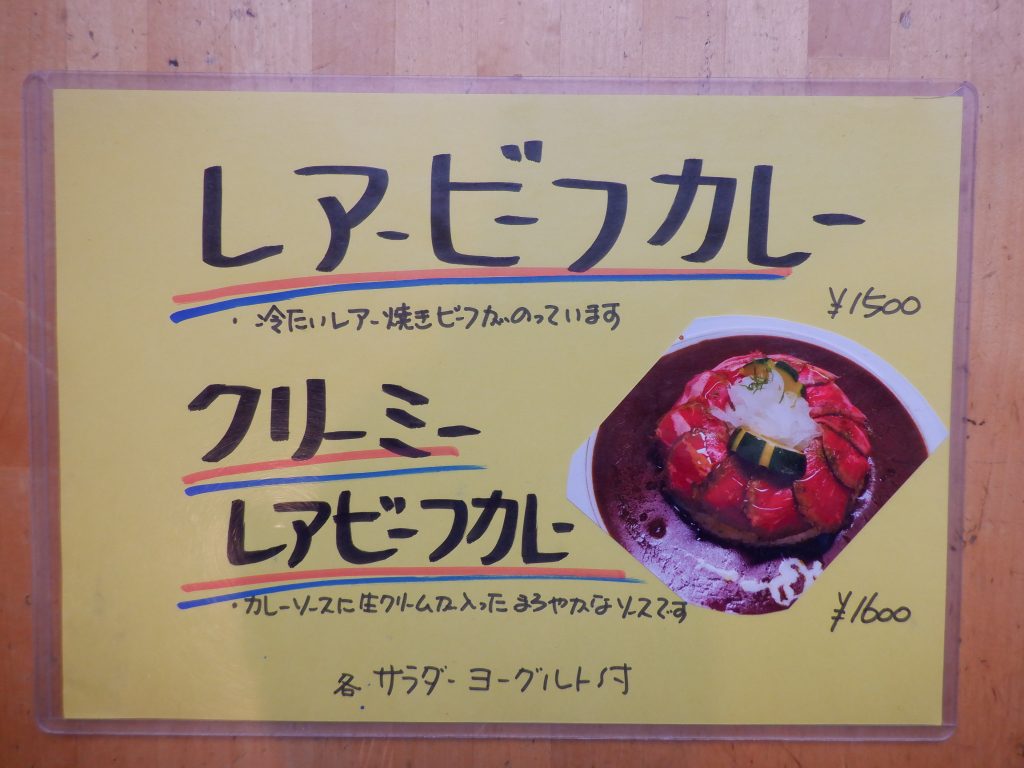 レアービーフカレー
・冷たいレアー焼きビーフがのっています
¥1500
クリーミー
レアビーフカレー
・カレーソースに生クリームが入ったまろやかなソースです
¥1600
各 サラダー ヨーグルト付